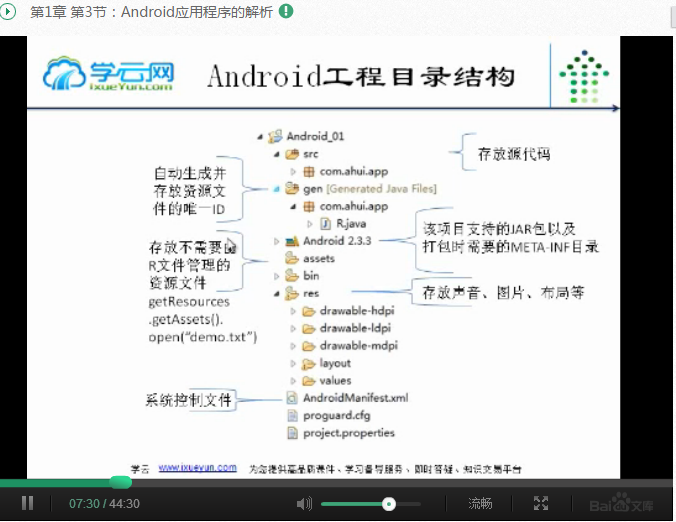 第1章 第3节：Android应用程序的解析
学云网
ixueYun.com
Android工程目录结构
Android_01
src
com.ahui.app
存放源代码
自动生成并
存放资源文
件的唯一ID
gen [Generated Java Files]
com.ahui.app
R.java
Android 2.3.3
该项目支持的JAR包以及
打包时需要的META-INF目录
存放不需要
R文件管理的
资源文件
getResources
.getAssets().
open(“demo.txt”)
assets
bin
res
存放声音、图片、布局等
drawable-hdpi
drawable-ldpi
drawable-mdpi
layout
values
系统控制文件
AndroidManifest.xml
proguard.cfg
project.properties
学云 www.ixueyun.com 为您提供高品质课件、学习备考服务、即时答疑、知识交易平台
07:30 / 44:30
流畅
Bai文库